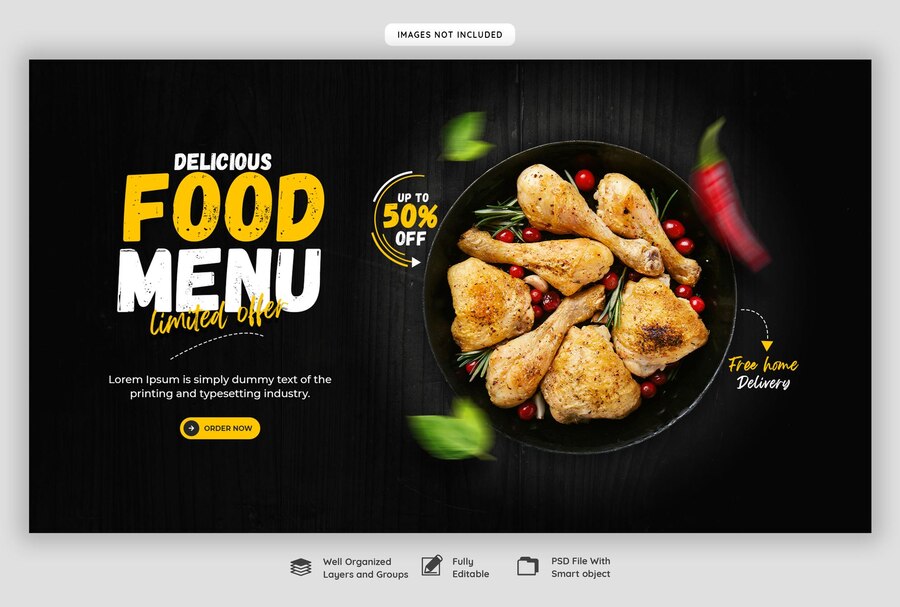 IMAGES NOT INCLUDED
DELICIOUS
FOOD
MENU
limited offer
Lorem Ipsum is simply dummy text of the
printing and typesetting industry.
ORDER NOW
UP TO
50%
OFF
Free home
Delivery
Well Organized
Layers and Groups
Fully
Editable
PSD File With
Smart object